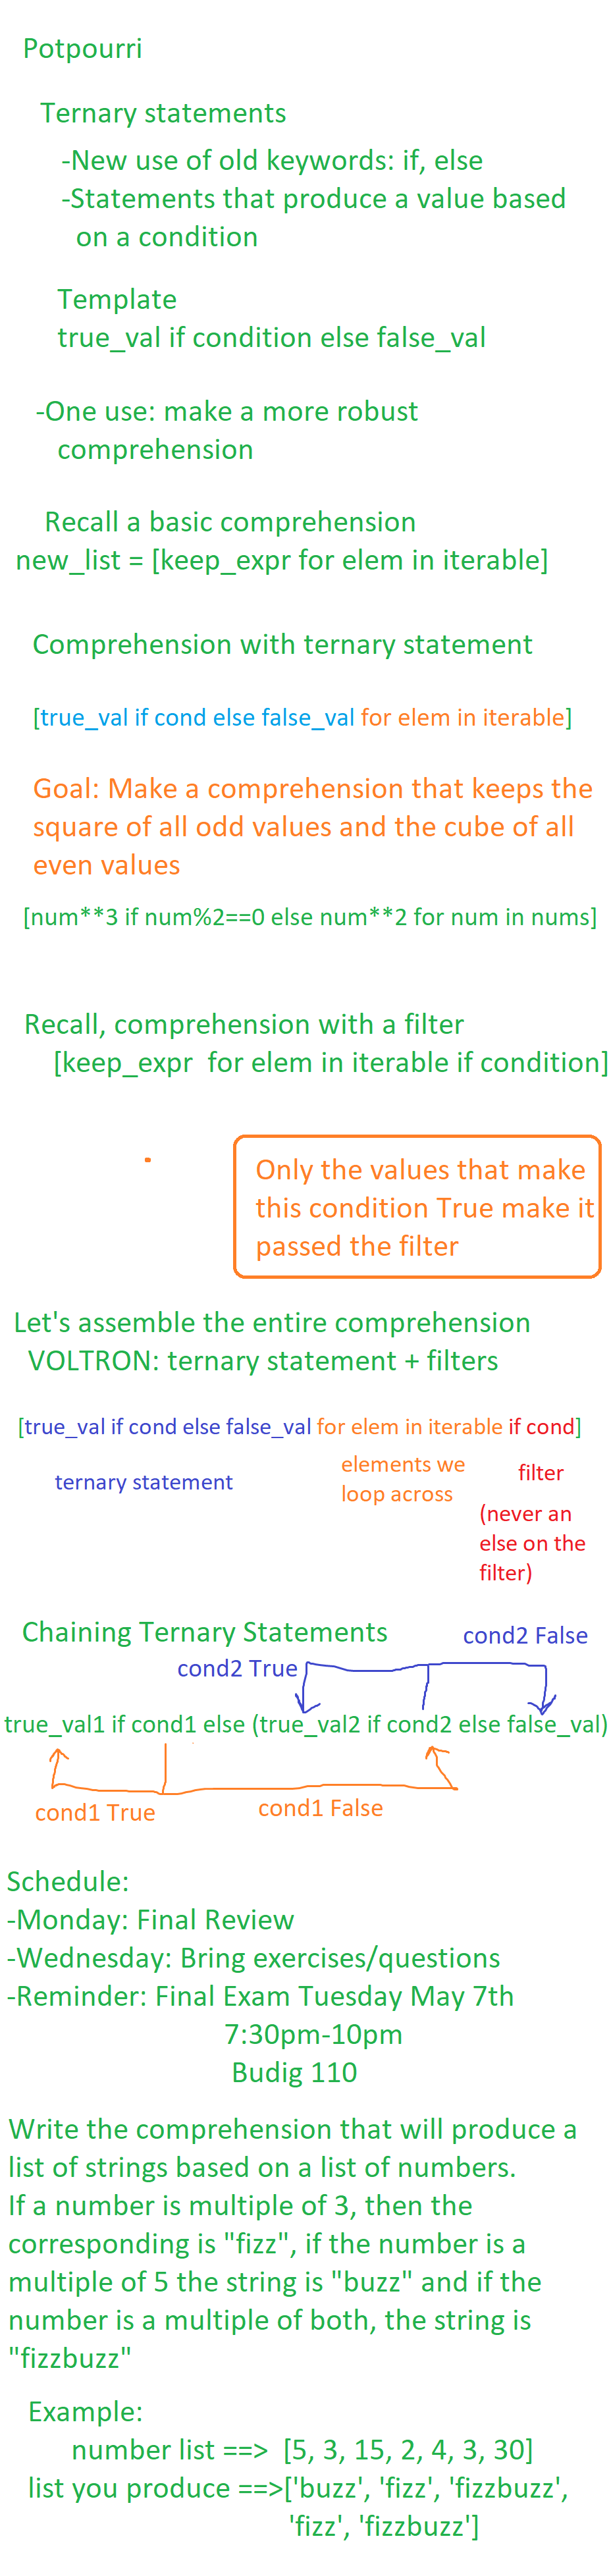 Potpourri
Ternary statements
-New use of old keywords: if, else
-Statements that produce a value based
on a condition
Template
true_val if condition else false_val
-One use: make a more robust
comprehension
Recall a basic comprehension
new_list = [keep_expr for elem in iterable]
Comprehension with ternary statement
[true_val if cond else false_val for elem in iterable]
Goal: Make a comprehension that keeps the
square of all odd values and the cube of all
even values
[num**3 if num%2==0 else num**2 for num in nums]
Recall, comprehension with a filter
[keep_expr  for elem in iterable if condition]
Only the values that make
this condition True make it
passed the filter
Let's assemble the entire comprehension
VOLTRON: ternary statement + filters
[true_val if cond else false_val for elem in iterable if cond]
ternary statement
elements we
loop across
filter
(never an
else on the
filter)
Chaining Ternary Statements
cond2 False
cond2 True
true_val1 if cond1 else (true_val2 if cond2 else false_val)
cond1 True
cond1 False
Schedule:
-Monday: Final Review
-Wednesday: Bring exercises/questions
-Reminder: Final Exam Tuesday May 7th
7:30pm-10pm
Budig 110
Write the comprehension that will produce a
list of strings based on a list of numbers.
If a number is multiple of 3, then the
corresponding is "fizz", if the number is a
multiple of 5 the string is "buzz" and if the
number is a multiple of both, the string is
"fizzbuzz"
Example:
number list ==>  [5, 3, 15, 2, 4, 3, 30]
list you produce ==>['buzz', 'fizz', 'fizzbuzz',
'fizz', 'fizzbuzz']